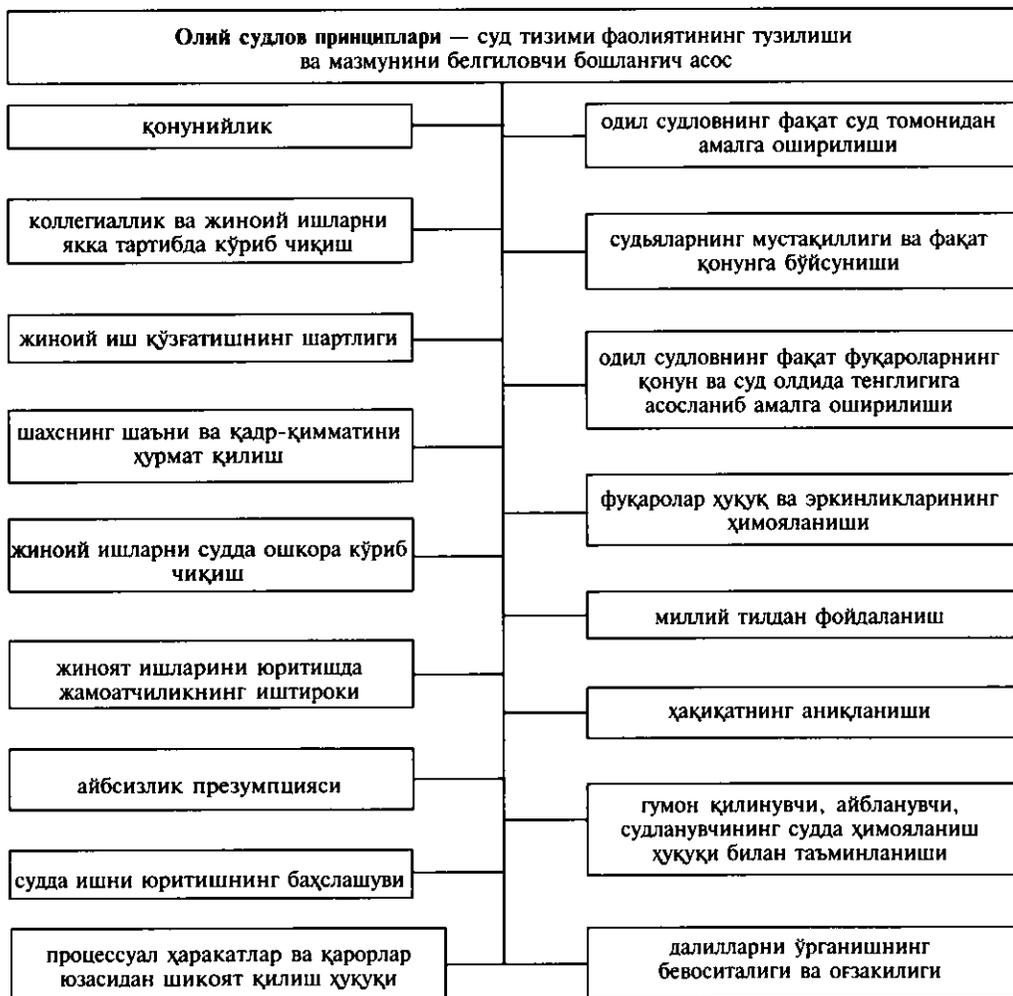 Олий судлов принциплари — суд тизими фаолиятининг тузилиши
ва мазмунини белгиловчи бошланғич асос
қонунийлик
коллегиаллик ва жиноий ишларни
якка тартибда кўриб чиқиш
жиноий иш қўзғатишнинг шартлиги
шахснинг шаъни ва қадр-қимматини
ҳурмат қилиш
жиноий ишларни судда ошкора кўриб
чиқиш
жиноят ишларини юритишда
жамоатчиликнинг иштироки
айбсизлик презумпцияси
судда ишни юритишнинг баҳслашуви
процессуал ҳаракатлар ва қарорлар
юзасидан шикоят қилиш ҳуқуқи
одил судловнинг фақат суд томонидан
амалга оширилиши
судьяларнинг мустақиллиги ва фақат
қонунга бўйсуниши
одил судловнинг фақат фуқароларнинг
қонун ва суд олдида тенглигига
асосланиб амалга оширилиши
фуқаролар ҳуқуқ ва эркинликларининг
ҳимояланиши
миллий тилдан фойдаланиш
ҳақиқатнинг аниқланиши
гумон қилинувчи, айбланувчи,
судланувчининг судда ҳимояланиш
ҳуқуқи билан таъминланиши
далилларни ўрганишнинг
бевоситалиги ва оғзакилиги